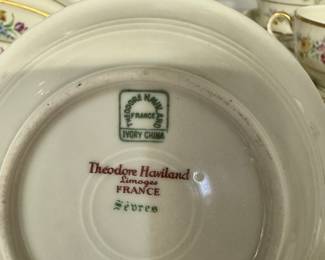 THEODORE HAVILAND
FRANCE
IVORY CHINA
Theodore Haviland
Limoges
FRANCE
Sèvres